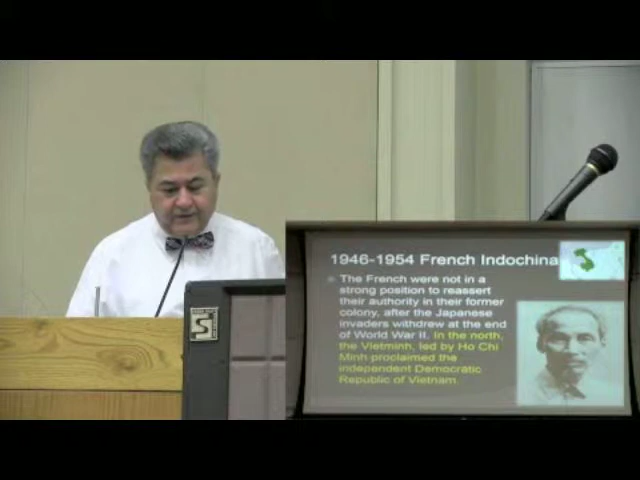 1946-1954 French Indochina
The French were not in a
strong position to reassert
their authority in their former
colony, after the Japanese
invaders withdrew at the end
of World War II. In the north,
the Vietminh, led by Ho Chi
Minh proclaimed the
independent Democratic
Republic of Vietnam.
S